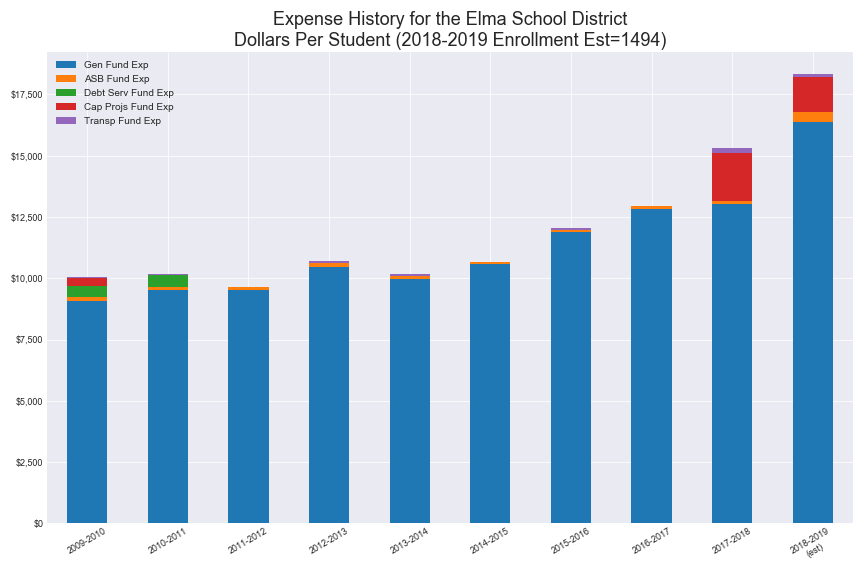 Expense History for the Elma School District
Dollars Per Student (2018-2019 Enrollment Est=1494)
Gen Fund Exp
ASB Fund Exp
Debt Serv Fund Exp
Cap Projs Fund Exp
Transp Fund Exp
$17,500
$15,000
$12,500
$10,000
$7,500
$5,000
$2,500
$0
2009-2010
2010-2011
2011-2012
2012-2013
2013-2014
2014-2015
2015-2016
2016-2017
2017-2018
2018-2019
(est)